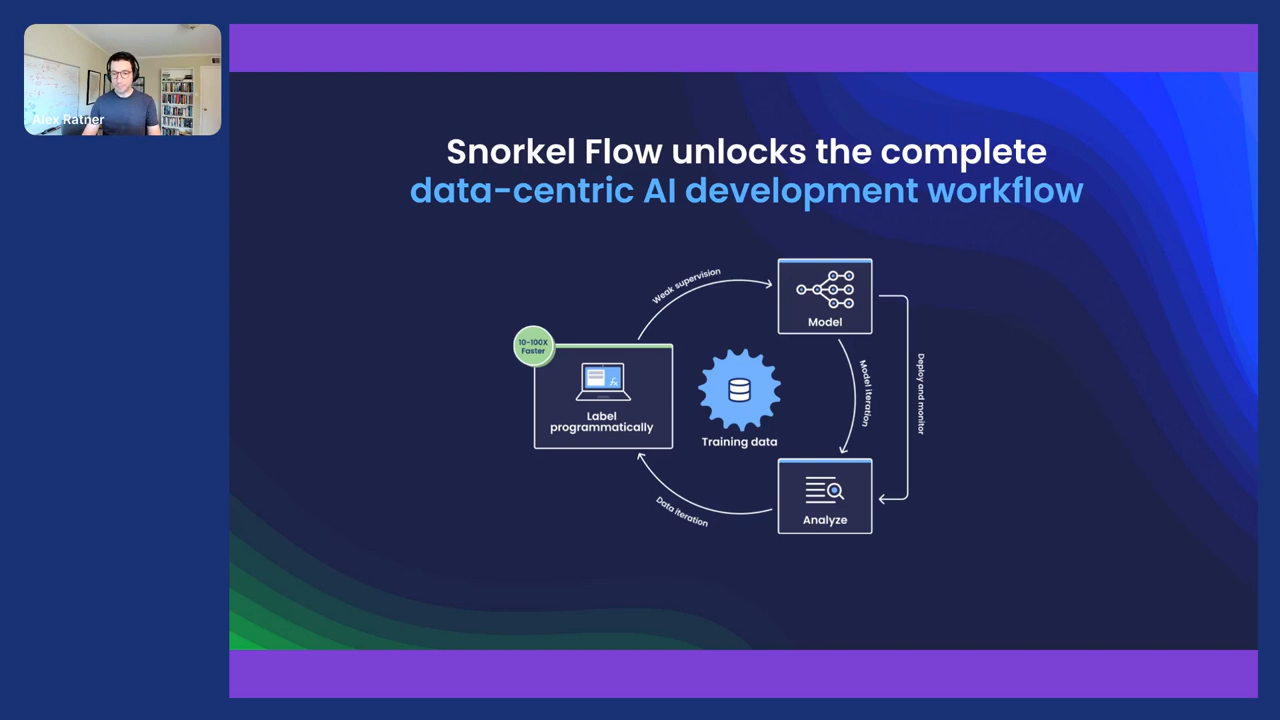 Alex Ratner
Snorkel Flow unlocks the complete
data-centric AI development workflow
Weak supervision
Model
10-100X
Faster
Label
programmatically
Training data
Model iteration
Deploy and monitor
Data iteration
Analyze